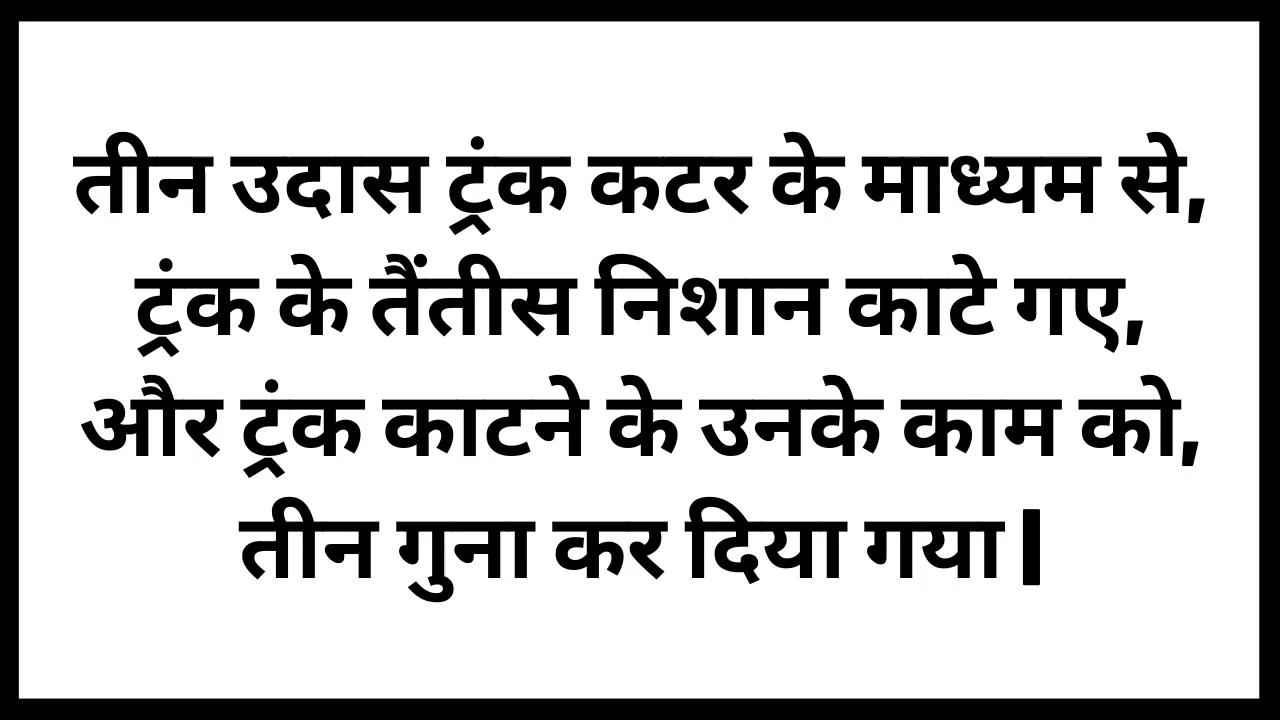 तीन उदास ट्रंक कटर के माध्यम से,
ट्रंक के तैंतीस निशान काटे गए,
और ट्रंक काटने के उनके काम को,
तीन गुना कर दिया गया।